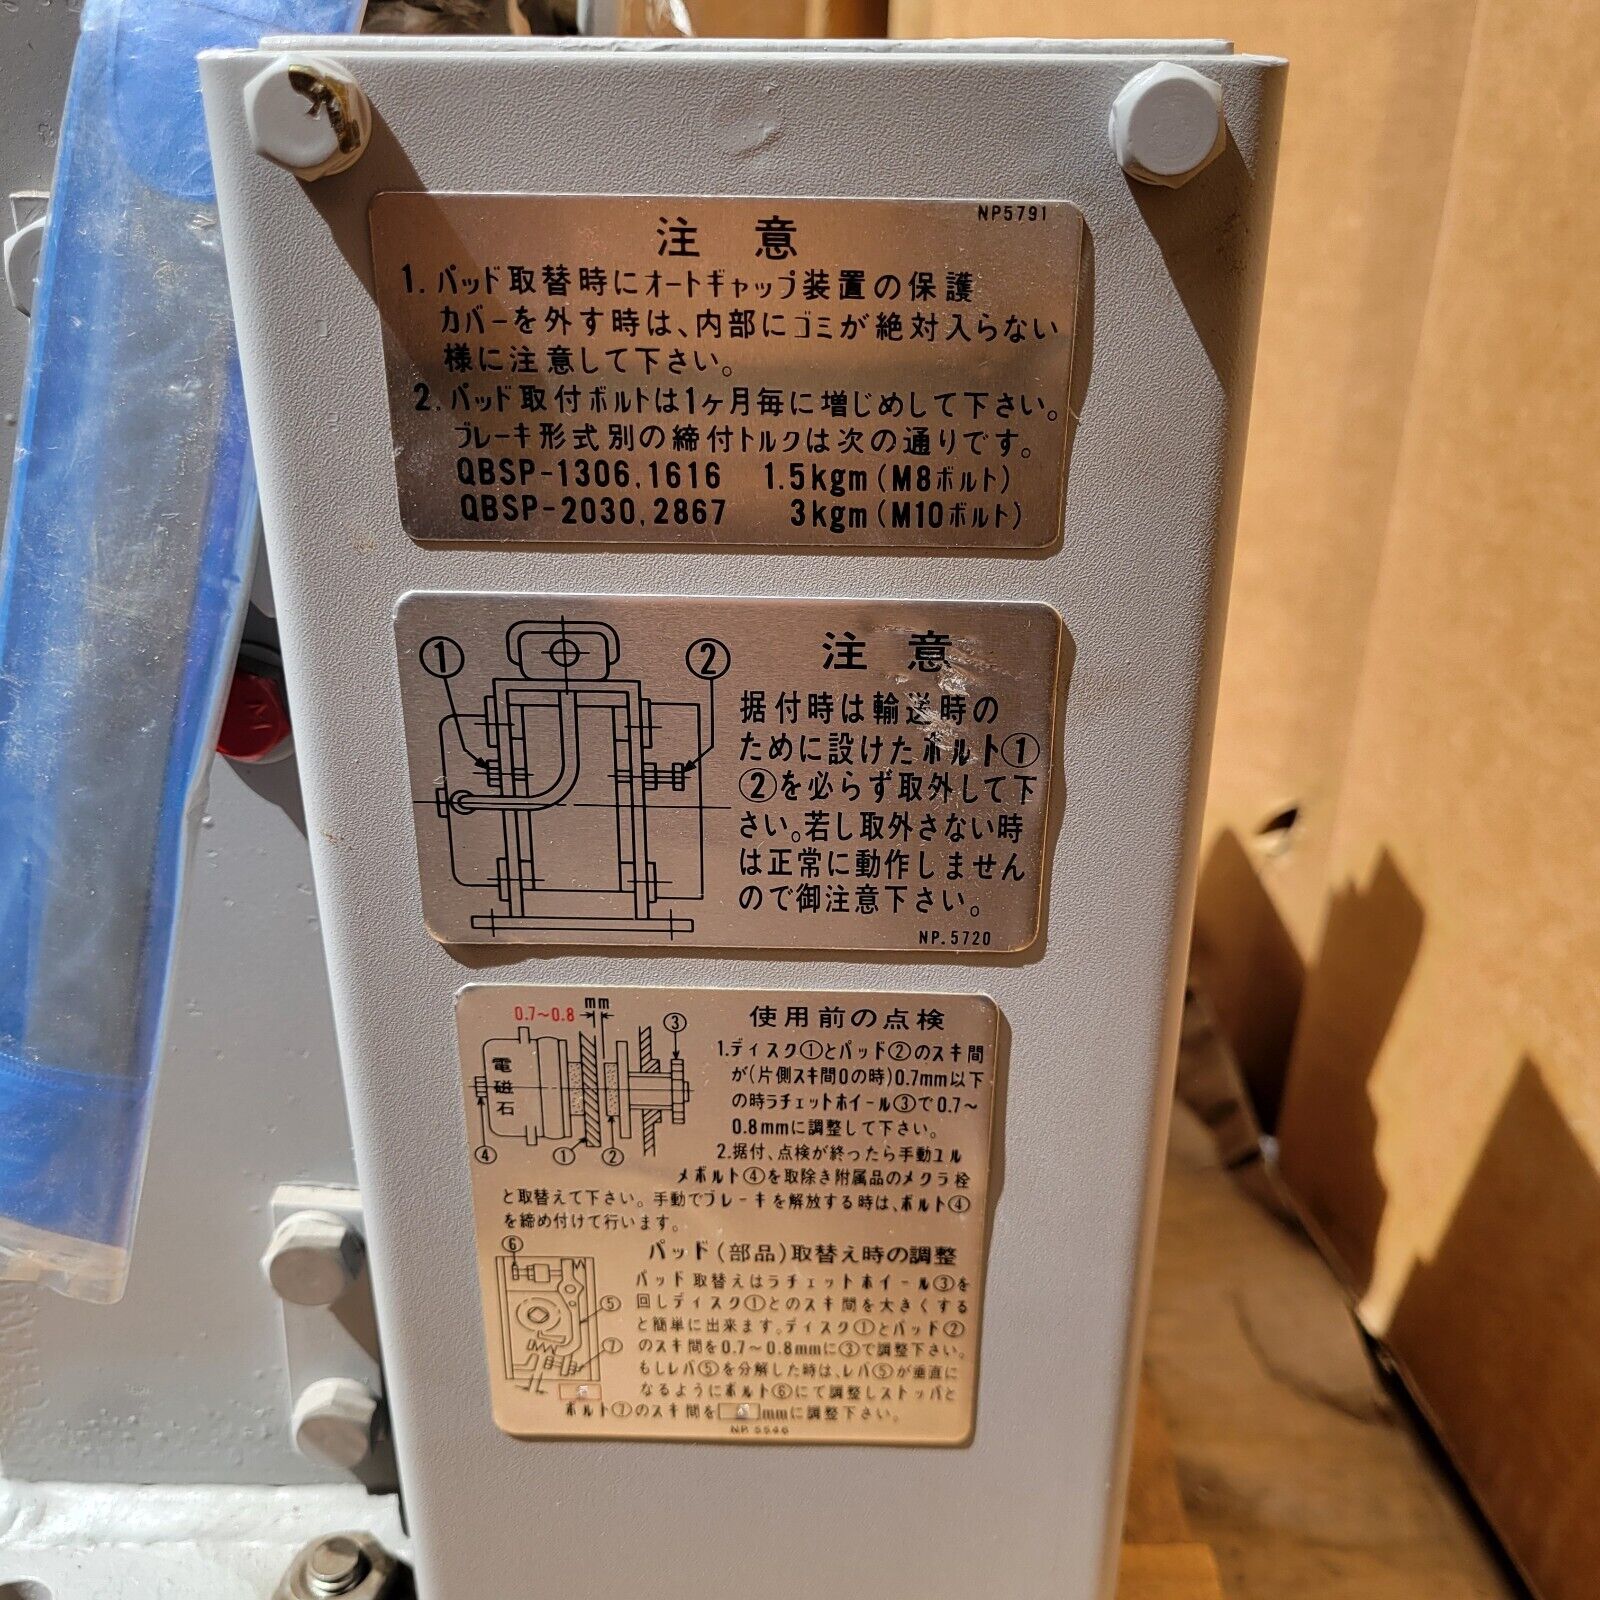 NP5791
注 意
1. パッド取替時にオートギャップ装置の保護
カバーを外す時は、内部にゴミが絶対入らない
様に注意して下さい。
2. パッド取付ボルトは1ヶ月毎に増じめして下さい。
ブレーキ形式別の締付トルクは次の通りです。
QBSP-1306,1616 1.5kgm(M8ボルト)
QBSP-2030,2867 3kgm(M10ボルト)
① ②
注 意
据付時は輸送時の
ために設けたボルト①
②を必らず取外して下
さい。若し取外さない時
は正常に動作しません
ので御注意下さい。
NP.5720
mm
0.7~0.8
③
電磁石
④ ① ②
使用前の点検
1.ディスク①とパッド②のスキ間
が(片側スキ間0の時)0.7mm以下
の時ラチェットホイール③で0.7~
0.8mmに調整して下さい。
2.据付、点検が終ったら手動ユル
メボルト④を取除き附属品のメクラ栓
と取替えて下さい。手動でブレーキを解放する時は、ボルト④
を締め付けて行います。
⑥
⑤
⑦
パッド(部品)取替え時の調整
パッド取替えはラチェットホイール③を
回しディスク①とのスキ間を大きくする
と簡単に出来ます。ディスク①とパッド②
のスキ間を0.7~0.8mmに③で調整下さい。
もしレバ⑤を分解した時は、レバ⑤が垂直に
なるようにボルト⑥にて調整しストッパと
ボルト⑦のスキ間を mmに調整下さい。
NP.5546